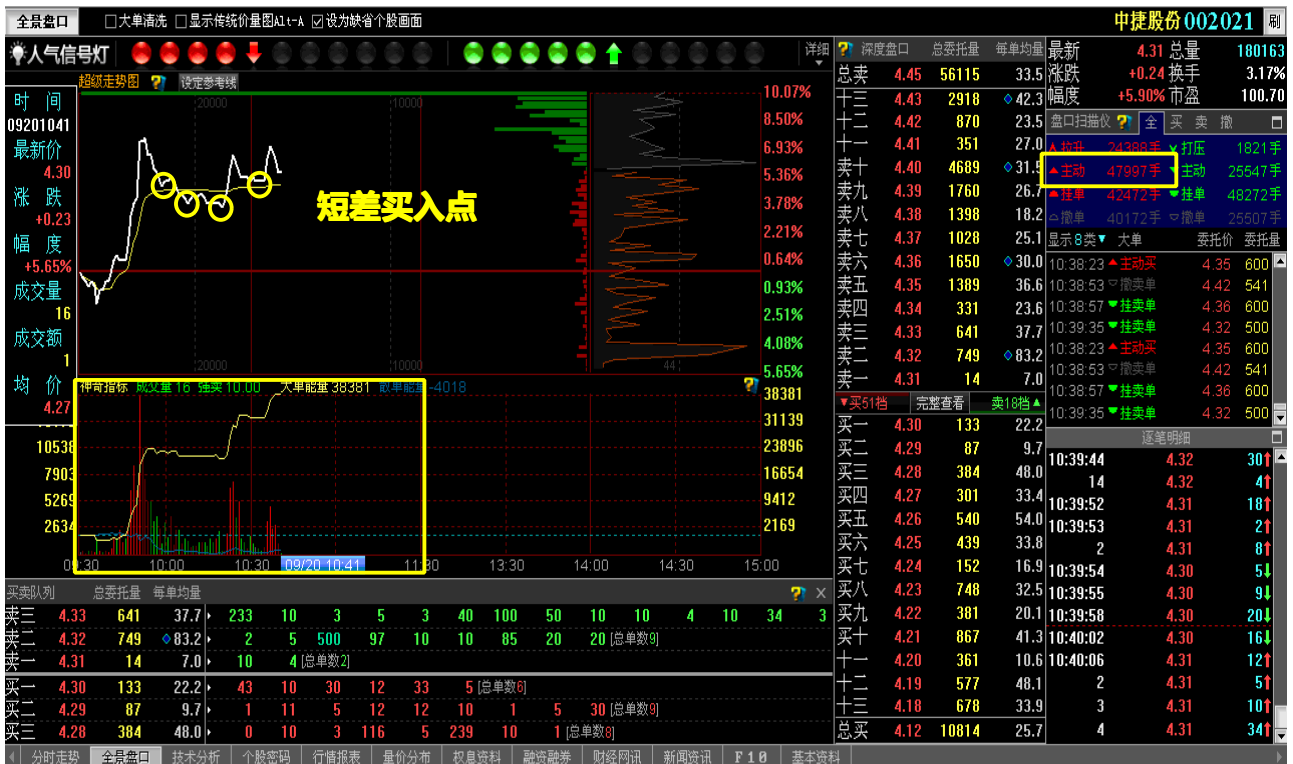 全景盘口 大单清洗 显示传统价量图Alt-A 设为缺省个股画面 中捷股份 002021 刷
人气信号灯 详细
超级走势图 设定参考线
时 间
09201041
最新价
4.30
涨 跌
+0.23
幅 度
+5.65%
成交量
16
成交额
1
均 价
4.27
20000 10000
短差买入点
20000 10000 44
10.07%
8.50%
6.93%
5.36%
3.78%
2.21%
0.64%
0.93%
2.51%
4.08%
5.65%
神奇指标 成交量 16 强卖 10.00 大单能量 38381 散单能量 -4018
38381
31139
23896
16654
9412
2169
10538
7903
5269
2634
09:30 10:00 10:30 09/20 10:41 11:30 13:30 14:00 14:30 15:00
深度盘口 总委托量 每单均量
总卖 4.45 56115 33.5
十三 4.43 2918 42.3
十二 4.42 870 23.5
十一 4.41 351 27.0
卖十 4.40 4689 31.5
卖九 4.39 1760 26.7
卖八 4.38 1398 18.2
卖七 4.37 1028 25.1
卖六 4.36 1650 30.0
卖五 4.35 1389 36.6
卖四 4.34 331 23.6
卖三 4.33 641 37.7
卖二 4.32 749 83.2
卖一 4.31 14 7.0
▼买51档 完整查看 卖18档▲
买一 4.30 133 22.2
买二 4.29 87 9.7
买三 4.28 384 48.0
买四 4.27 301 33.4
买五 4.26 540 54.0
买六 4.25 439 33.8
买七 4.24 152 16.9
买八 4.23 748 32.5
买九 4.22 381 20.1
买十 4.21 867 41.3
十一 4.20 361 10.6
十二 4.19 577 48.1
十三 4.18 678 33.9
总买 4.12 10814 25.7
最新 4.31 总量 180163
涨跌 +0.24 换手 3.17%
幅度 +5.90% 市盈 100.70
盘口扫描仪 全 买 卖 撤
拉升 24388手 打压 1821手
主动 47997手 主动 25547手
挂单 42472手 挂单 48272手
撤单 40172手 撤单 25507手
显示8类▼ 大单 委托价 委托量
10:38:23 主动买 4.35 600
10:38:53 撤卖单 4.42 541
10:38:57 挂卖单 4.36 600
10:39:35 挂卖单 4.32 500
10:38:23 主动买 4.35 600
10:38:53 撤卖单 4.42 541
10:38:57 挂卖单 4.36 600
10:39:35 挂卖单 4.32 500
逐笔明细
10:39:44 4.32 30↑
14 4.32 4↑
10:39:52 4.31 18↑
10:39:53 4.31 2↑
2 4.31 8↑
10:39:54 4.30 5↓
10:39:55 4.30 9↓
10:39:58 4.30 20↓
10:40:02 4.30 16↓
10:40:06 4.31 12↑
2 4.31 5↑
3 4.31 10↑
4 4.31 34↑
买卖队列 总委托量 每单均量
卖三 4.33 641 37.7 233 10 3 5 3 40 100 50 10 10 4 10 34 3
卖二 4.32 749 83.2 2 5 500 97 10 10 85 20 20 [总单数9]
卖一 4.31 14 7.0 10 4 [总单数2]
买一 4.30 133 22.2 43 10 30 12 33 5 [总单数6]
买二 4.29 87 9.7 1 11 5 12 12 10 1 5 30 [总单数9]
买三 4.28 384 48.0 0 10 3 116 5 239 10 1 [总单数8]
分时走势 全景盘口 技术分析 个股密码 行情报表 量价分布 权息资料 融资融券 财经网讯 新闻资讯 F10 基本资料